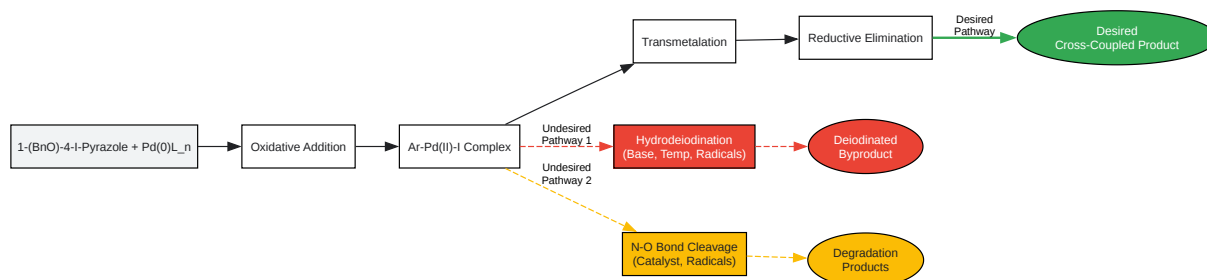 1-(BnO)-4-I-Pyrazole + Pd(0)L_n
Oxidative Addition
Ar-Pd(II)-I Complex
Transmetalation
Reductive Elimination
Desired
Pathway
Desired
Cross-Coupled Product
Undesired
Pathway 1
Hydrodeiodination
(Base, Temp, Radicals)
Deiodinated
Byproduct
Undesired
Pathway 2
N-O Bond Cleavage
(Catalyst, Radicals)
Degradation
Products